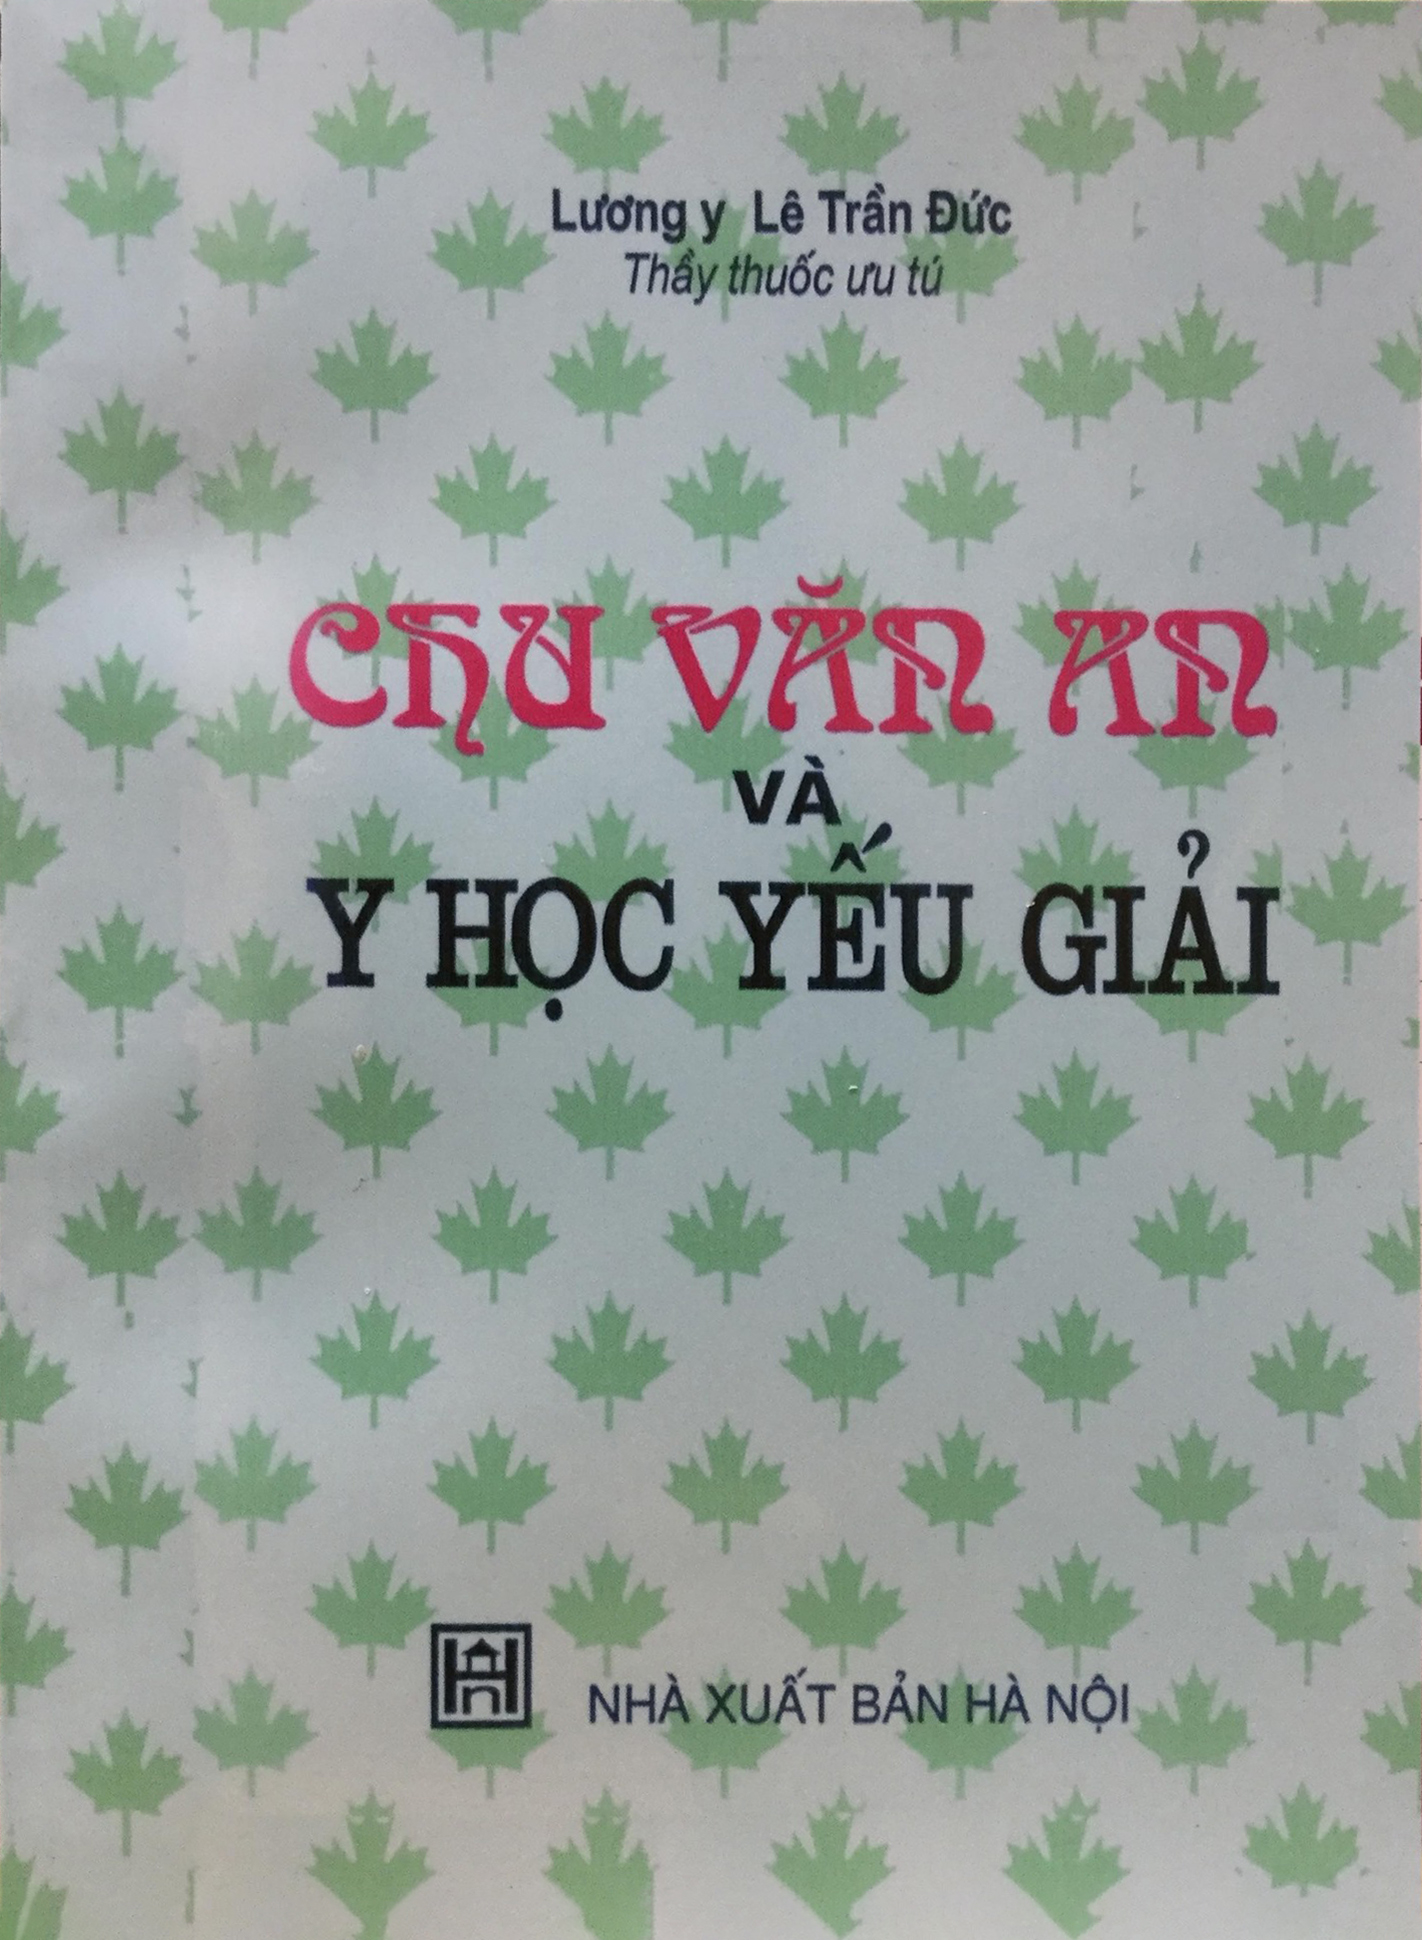 Lương y Lê Trần Đức
Thầy thuốc ưu tú
CHU VĂN AN
VÀ
Y HỌC YẾU GIẢI
NHÀ XUẤT BẢN HÀ NỘI